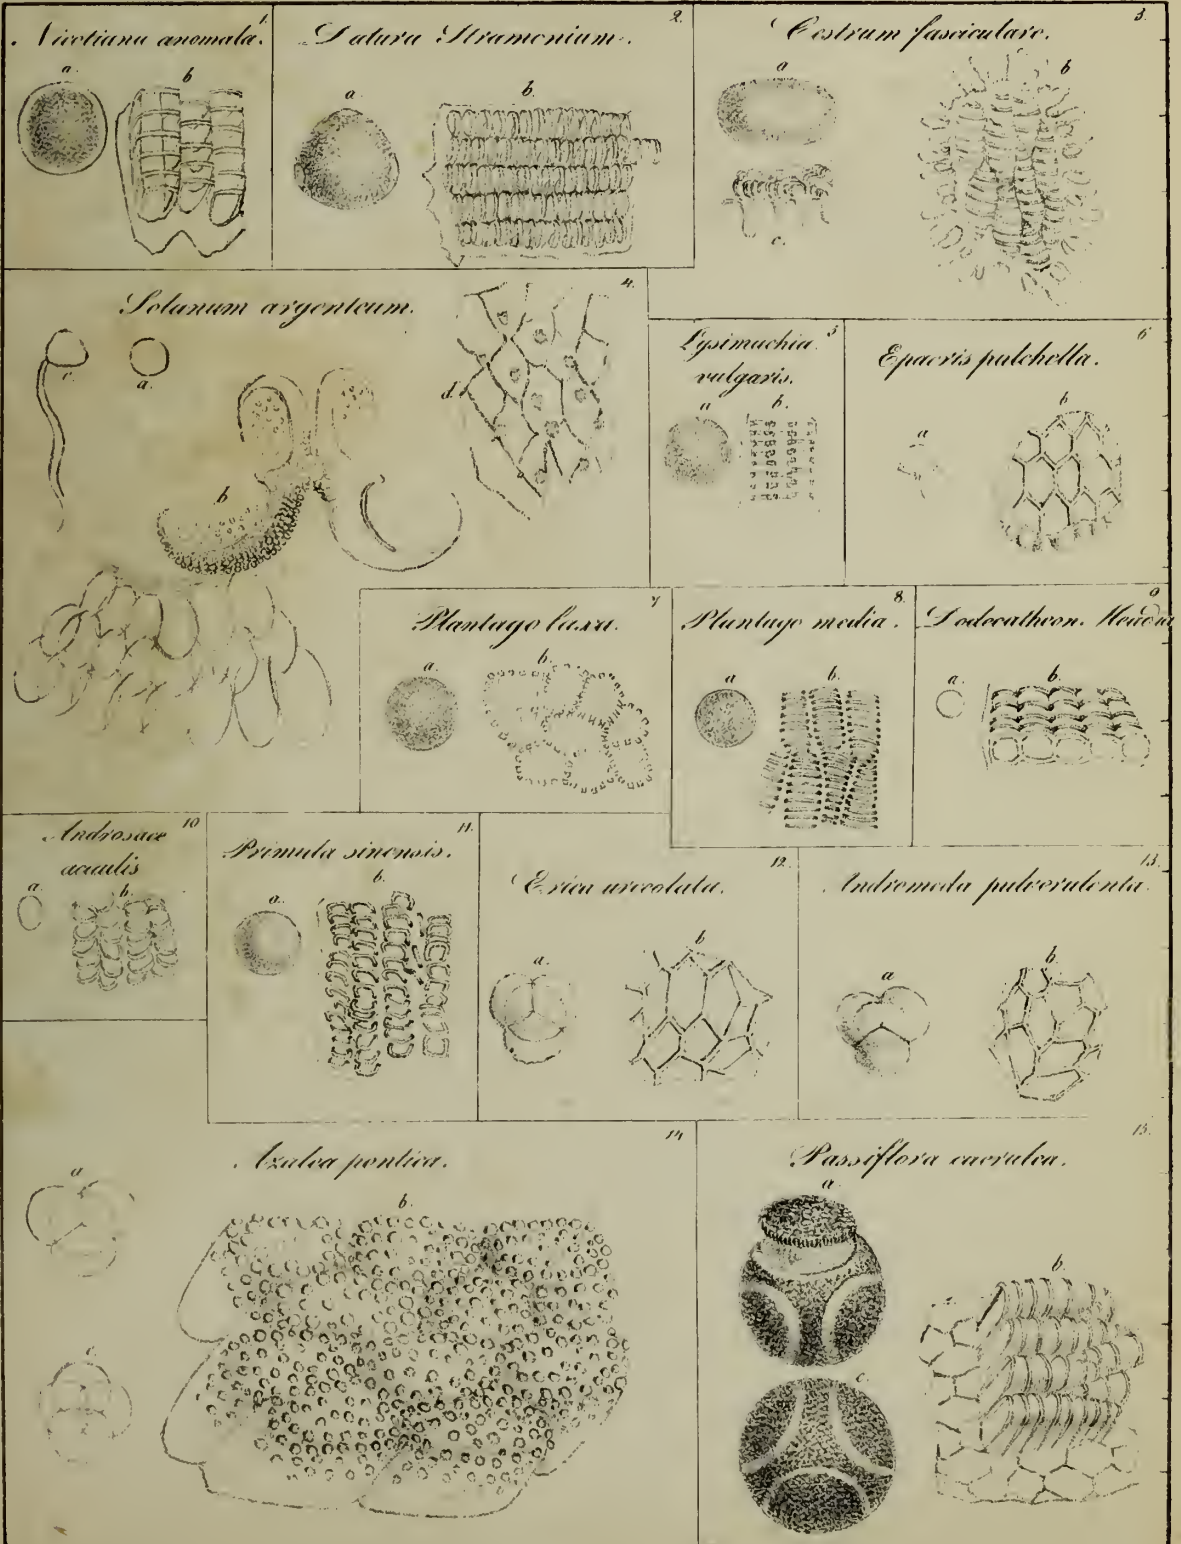 1.
Nicotiana anomala.
a
b
2.
Datura Stramonium.
a
b.
3.
Cestrum fasciculare.
a
b
c.
4.
Solanum argenteum.
c.
a.
b
d.
5
Lysimachia
vulgaris.
a
b.
6
Epacris pulchella.
a
b
7
Plantago laxa.
a.
b.
8.
Plantago media.
a
b.
9
Dodecatheon. Meadia
a.
b.
10
Androsace
acaulis
a
b
11.
Primula sinensis.
a.
b.
12.
Erica urceolata.
a.
b
13.
Andromeda pulverulenta.
a
b.
14
Azalea pontica.
a
b.
c
15.
Passiflora caerulea.
a.
b.
c.